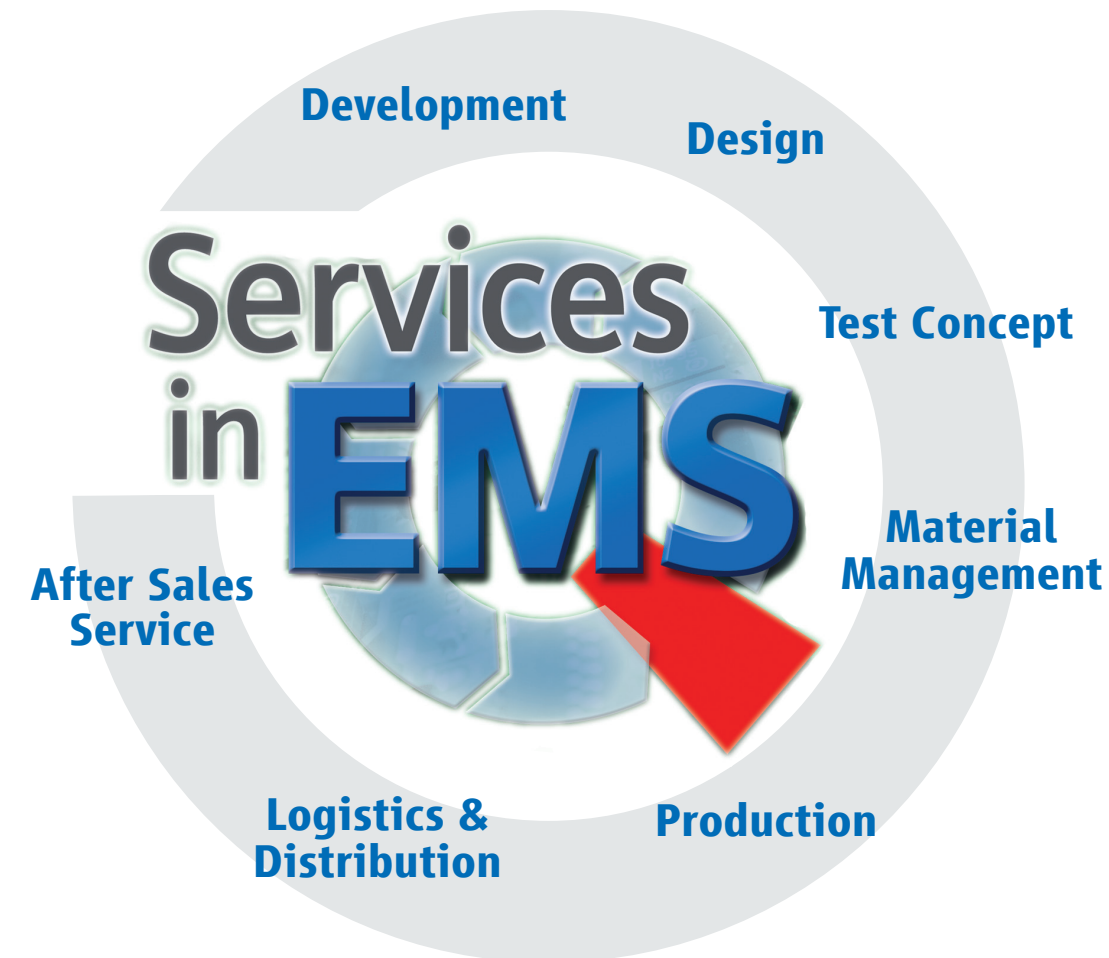 Development
Design
Services
in EMS
Test Concept
Material
Management
After Sales
Service
Logistics &
Distribution
Production